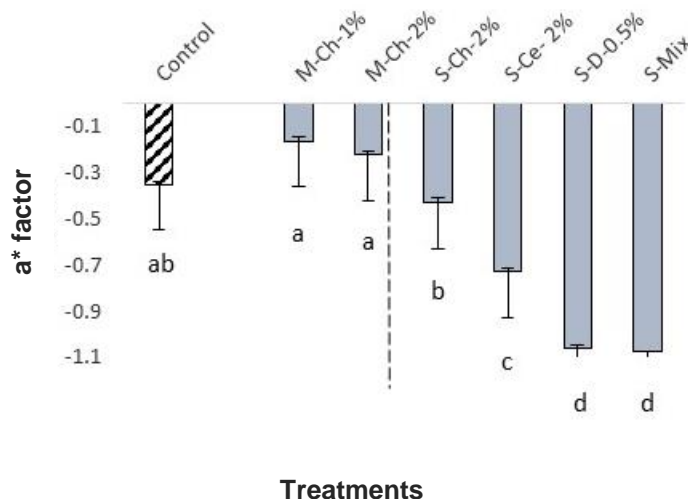 Control
M-Ch-1%
M-Ch-2%
S-Ch-2%
S-Ce- 2%
S-D-0.5%
S-Mix
-0.1
-0.3
-0.5
-0.7
-0.9
-1.1
a* factor
ab
a
a
b
c
d
d
Treatments